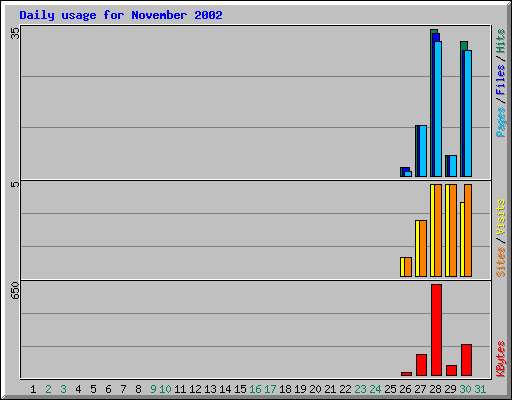 Daily usage for November 2002
35
5
650
Pages / Files / Hits
Sites / Visits
KBytes
1 2 3 4 5 6 7 8 9 10 11 12 13 14 15 16 17 18 19 20 21 22 23 24 25 26 27 28 29 30 31